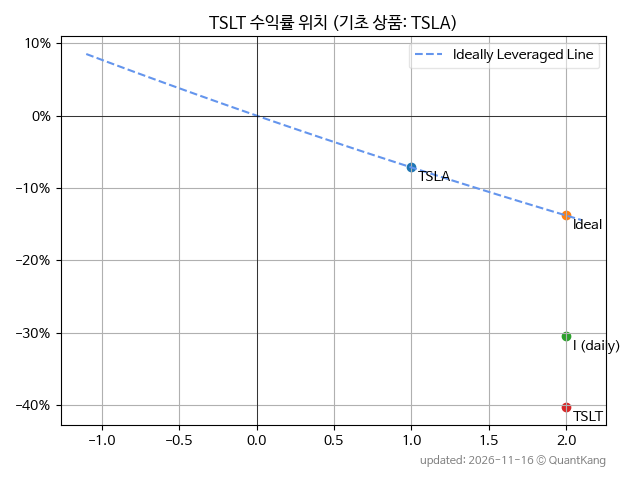 TSLT 수익률 위치 (기초 상품: TSLA)
10%
0%
-10%
-20%
-30%
-40%
Ideally Leveraged Line
TSLA
Ideal
I (daily)
TSLT
-1.0 -0.5 0.0 0.5 1.0 1.5 2.0
updated: 2026-11-16 © QuantKang